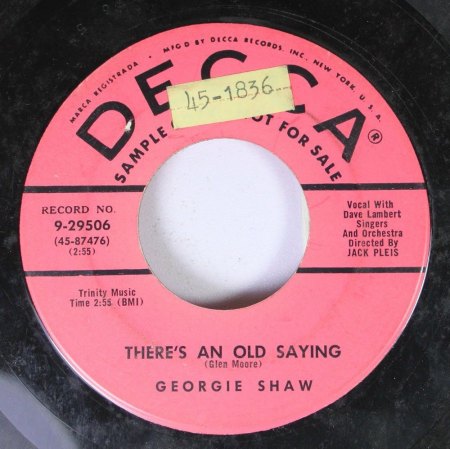 MARCA REGISTRADA • MFG'D BY DECCA RECORDS, INC., NEW YORK, U.S.A.
DECCA®
45-1836
SAMPLE
OT FOR SALE
RECORD NO.
9-29506
(45-87476)
(2:55)
Vocal With
Dave Lambert
Singers
And Orchestra
Directed By
JACK PLEIS
Trinity Music
Time 2:55 (BMI)
THERE'S AN OLD SAYING
(Glen Moore)
GEORGIE SHAW